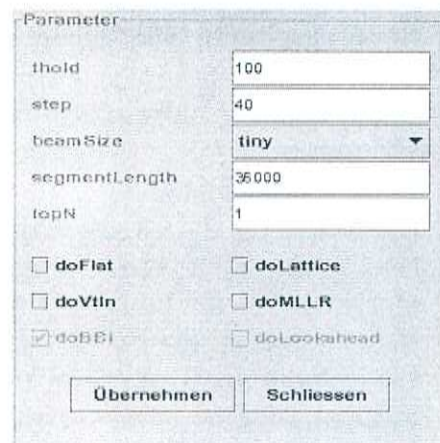 Parameter
thold 100
step 40
beamSize tiny
segmentLength 36000
topN 1
doFlat doLattice
doVtln doMLLR
doBBI doLookahead
Übernehmen Schliessen